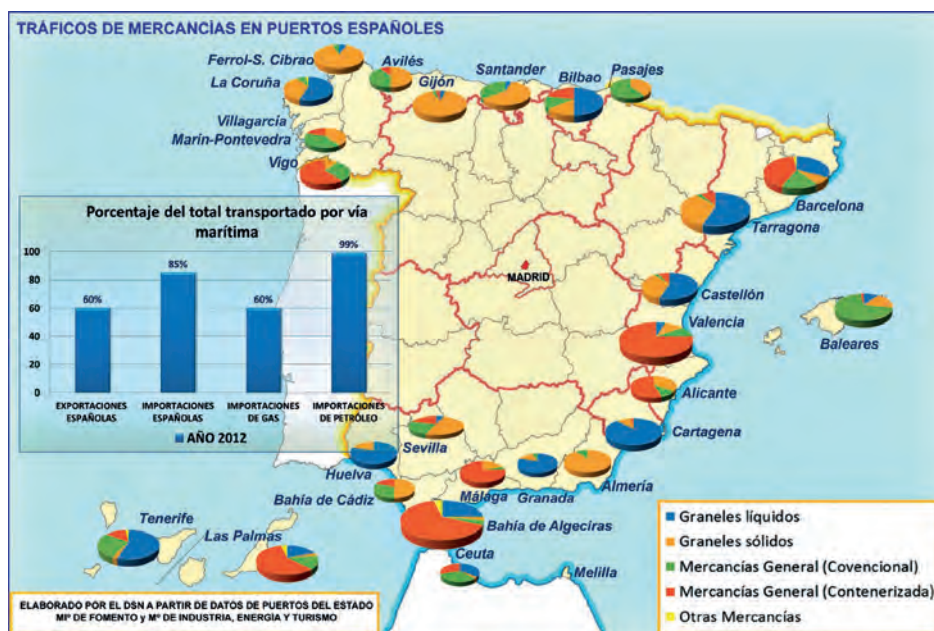 TRÁFICOS DE MERCANCÍAS EN PUERTOS ESPAÑOLES
Ferrol-S. Cibrao
Avilés
La Coruña
Gijón
Santander
Bilbao
Pasajes
Villagarcía
Marín-Pontevedra
Vigo
Barcelona
Tarragona
MADRID
Castellón
Valencia
Baleares
Alicante
Cartagena
Sevilla
Huelva
Málaga
Granada
Almería
Bahía de Cádiz
Bahía de Algeciras
Tenerife
Las Palmas
Ceuta
Melilla
Porcentaje del total transportado por vía
marítima
100
80
60
40
20
0
60%
85%
60%
99%
EXPORTACIONES
ESPAÑOLAS
IMPORTACIONES
ESPAÑOLAS
IMPORTACIONES
DE GAS
IMPORTACIONES
DE PETRÓLEO
AÑO 2012
Graneles líquidos
Graneles sólidos
Mercancías General (Covencional)
Mercancías General (Contenerizada)
Otras Mercancías
ELABORADO POR EL DSN A PARTIR DE DATOS DE PUERTOS DEL ESTADO
Mº DE FOMENTO y Mº DE INDUSTRIA, ENERGÍA Y TURISMO